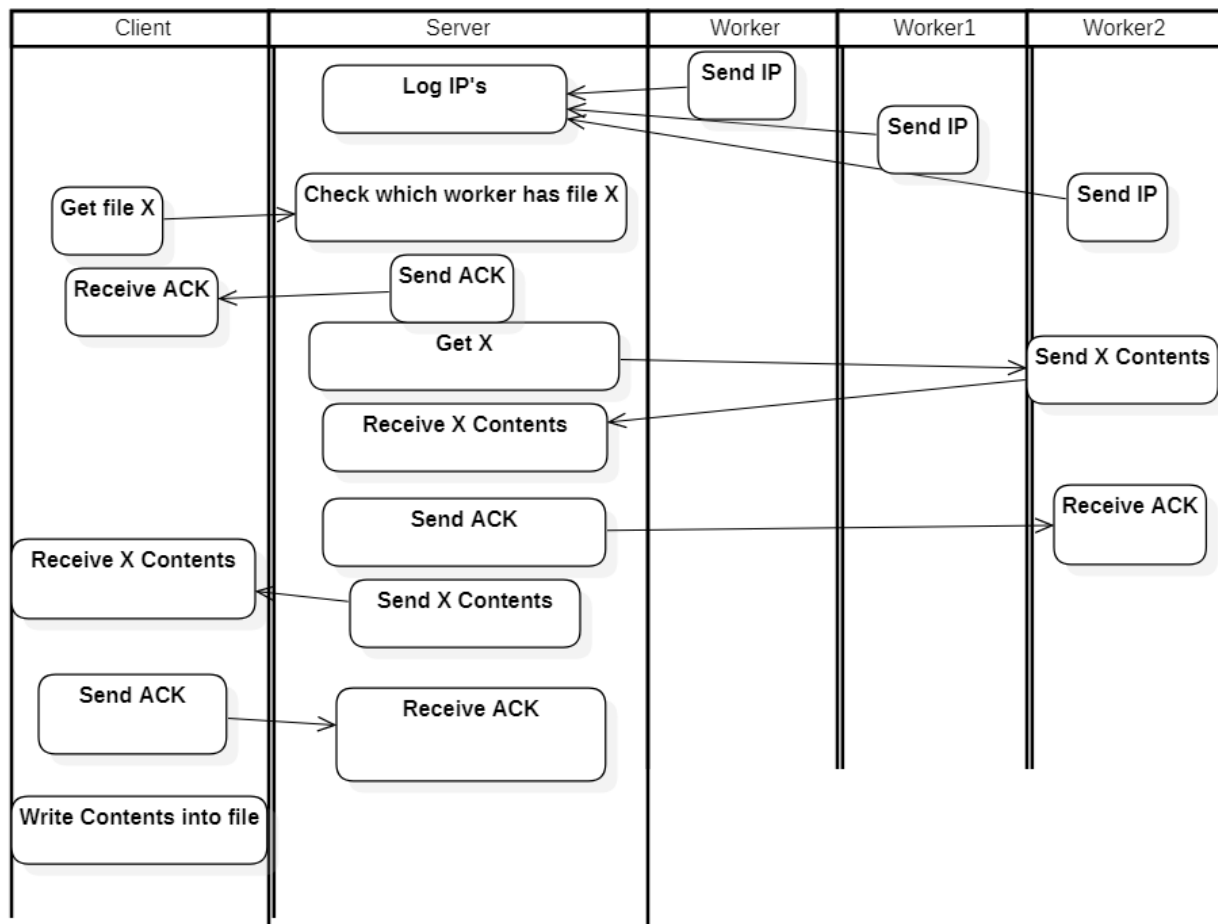 Client
Server
Worker
Worker1
Worker2
Send IP
Log IP's
Send IP
Check which worker has file X
Get file X
Send IP
Send ACK
Receive ACK
Get X
Send X Contents
Receive X Contents
Send ACK
Receive ACK
Receive X Contents
Send X Contents
Send ACK
Receive ACK
Write Contents into file